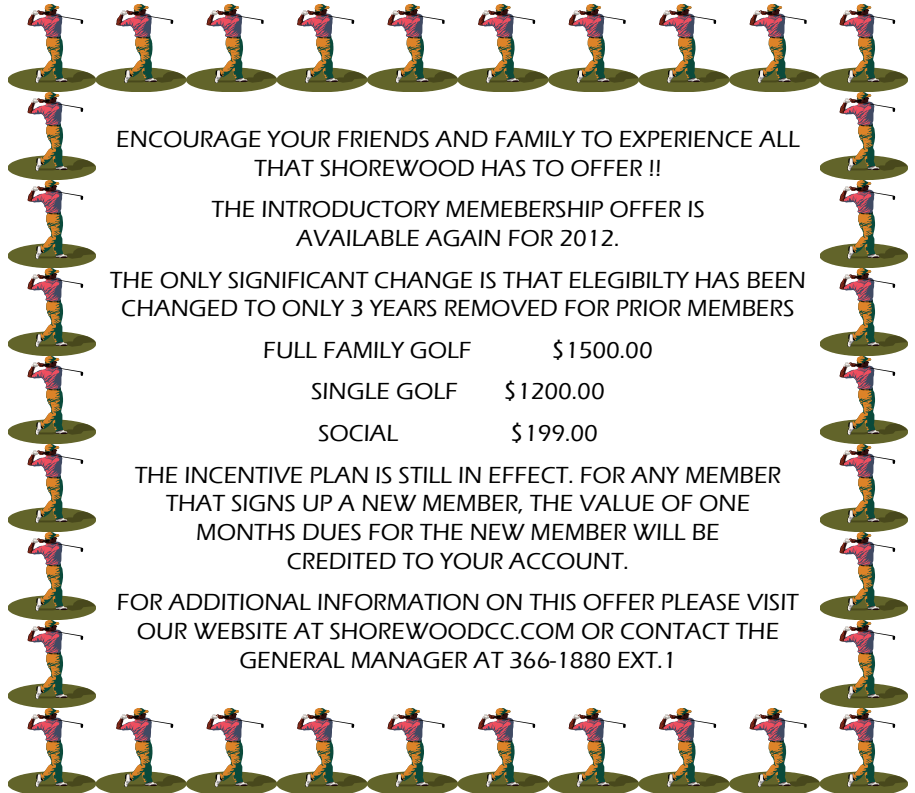 ENCOURAGE YOUR FRIENDS AND FAMILY TO EXPERIENCE ALL
THAT SHOREWOOD HAS TO OFFER !!
THE INTRODUCTORY MEMEBERSHIP OFFER IS
AVAILABLE AGAIN FOR 2012.
THE ONLY SIGNIFICANT CHANGE IS THAT ELEGIBILTY HAS BEEN
CHANGED TO ONLY 3 YEARS REMOVED FOR PRIOR MEMBERS
FULL FAMILY GOLF $1500.00
SINGLE GOLF $1200.00
SOCIAL $199.00
THE INCENTIVE PLAN IS STILL IN EFFECT. FOR ANY MEMBER
THAT SIGNS UP A NEW MEMBER, THE VALUE OF ONE
MONTHS DUES FOR THE NEW MEMBER WILL BE
CREDITED TO YOUR ACCOUNT.
FOR ADDITIONAL INFORMATION ON THIS OFFER PLEASE VISIT
OUR WEBSITE AT SHOREWOODCC.COM OR CONTACT THE
GENERAL MANAGER AT 366-1880 EXT.1